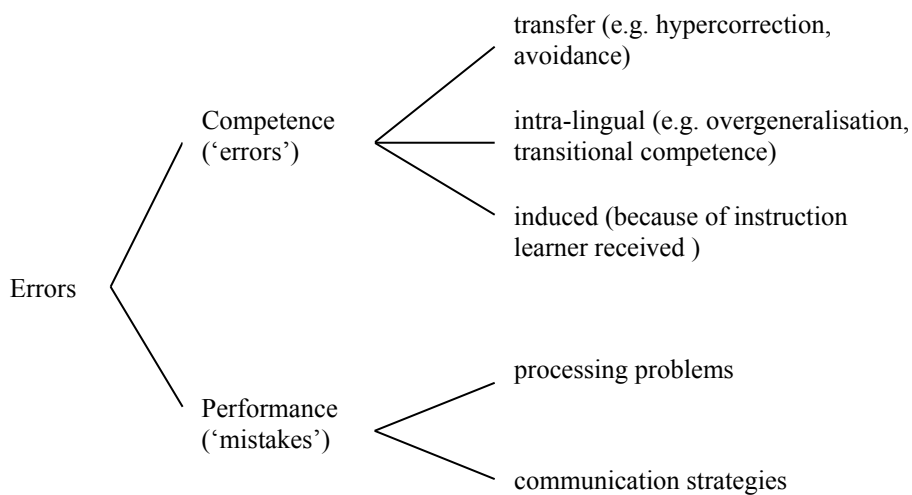 transfer (e.g. hypercorrection,
avoidance)
Competence
(‘errors’)
intra-lingual (e.g. overgeneralisation,
transitional competence)
induced (because of instruction
learner received )
Errors
processing problems
Performance
(‘mistakes’)
communication strategies